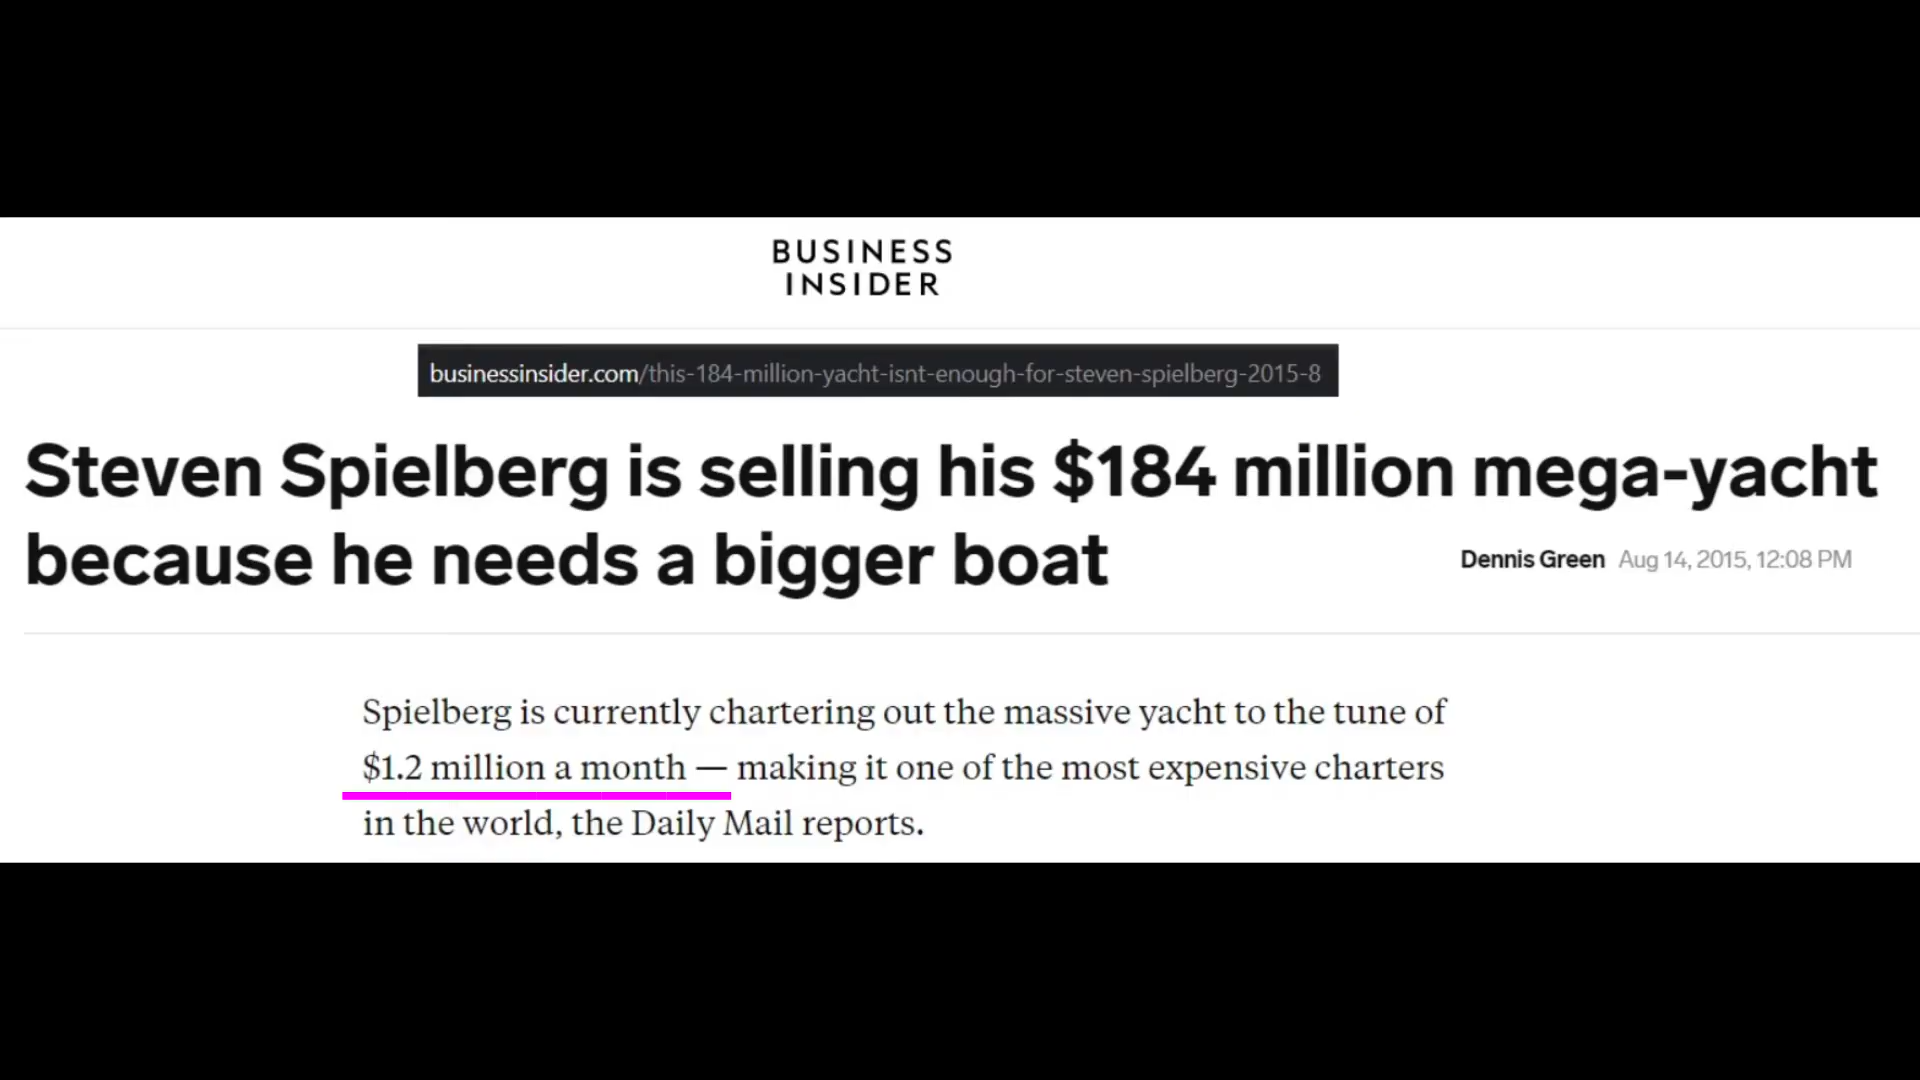 BUSINESS
INSIDER
businessinsider.com/this-184-million-yacht-isnt-enough-for-steven-spielberg-2015-8
Steven Spielberg is selling his $184 million mega-yacht
because he needs a bigger boat
Dennis Green Aug 14, 2015, 12:08 PM
Spielberg is currently chartering out the massive yacht to the tune of
$1.2 million a month — making it one of the most expensive charters
in the world, the Daily Mail reports.